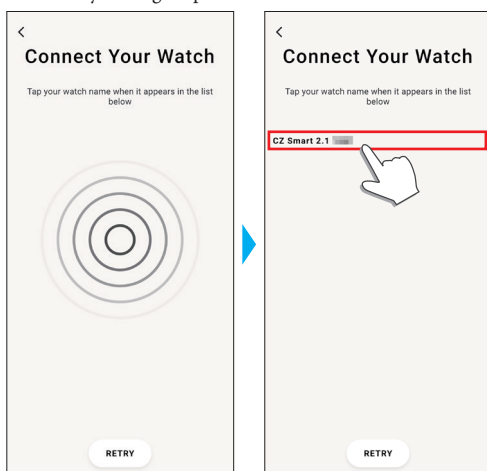 Connect Your Watch
Tap your watch name when it appears in the list
below
RETRY
Connect Your Watch
Tap your watch name when it appears in the list
below
CZ Smart 2.1
RETRY